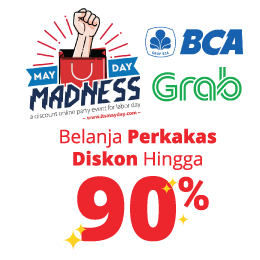 MAY DAY
MADNESS
a discount online party event for labor day
~ www.itsmayday.com ~
BCA
Grab
Belanja Perkakas
Diskon Hingga
90%